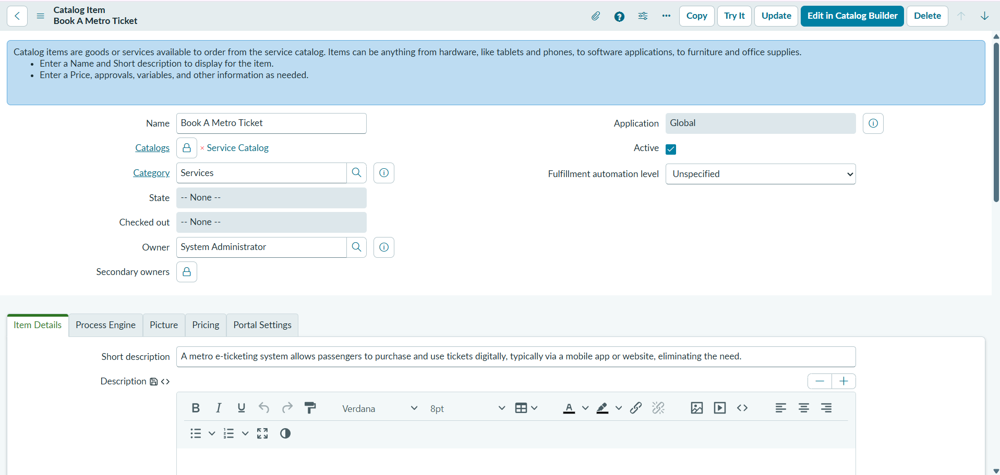 Catalog Item
Book A Metro Ticket
Copy
Try It
Update
Edit in Catalog Builder
Delete
Catalog items are goods or services available to order from the service catalog. Items can be anything from hardware, like tablets and phones, to software applications, to furniture and office supplies.
• Enter a Name and Short description to display for the item.
• Enter a Price, approvals, variables, and other information as needed.
Name
Book A Metro Ticket
Catalogs
× Service Catalog
Category
Services
State
-- None --
Checked out
-- None --
Owner
System Administrator
Secondary owners
Application
Global
Active
Fulfillment automation level
Unspecified
Item Details
Process Engine
Picture
Pricing
Portal Settings
Short description
A metro e-ticketing system allows passengers to purchase and use tickets digitally, typically via a mobile app or website, eliminating the need.
Description
B I U
Verdana
8pt
A